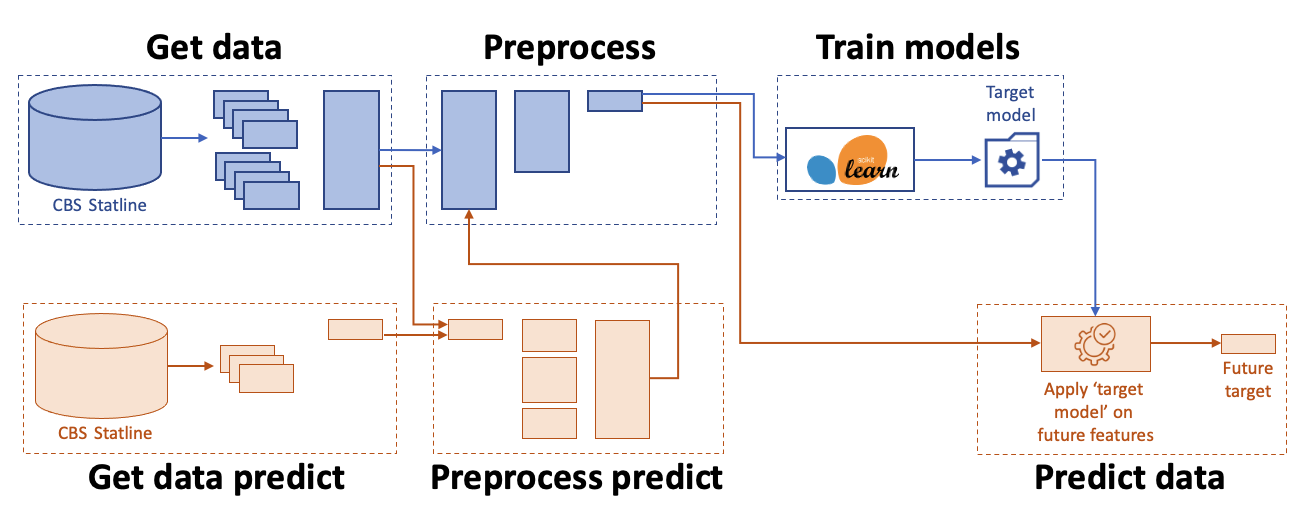 Get data
Preprocess
Train models
Target
model
scikit
learn
CBS Statline
CBS Statline
Apply ‘target
model’ on
future features
Future
target
Get data predict
Preprocess predict
Predict data